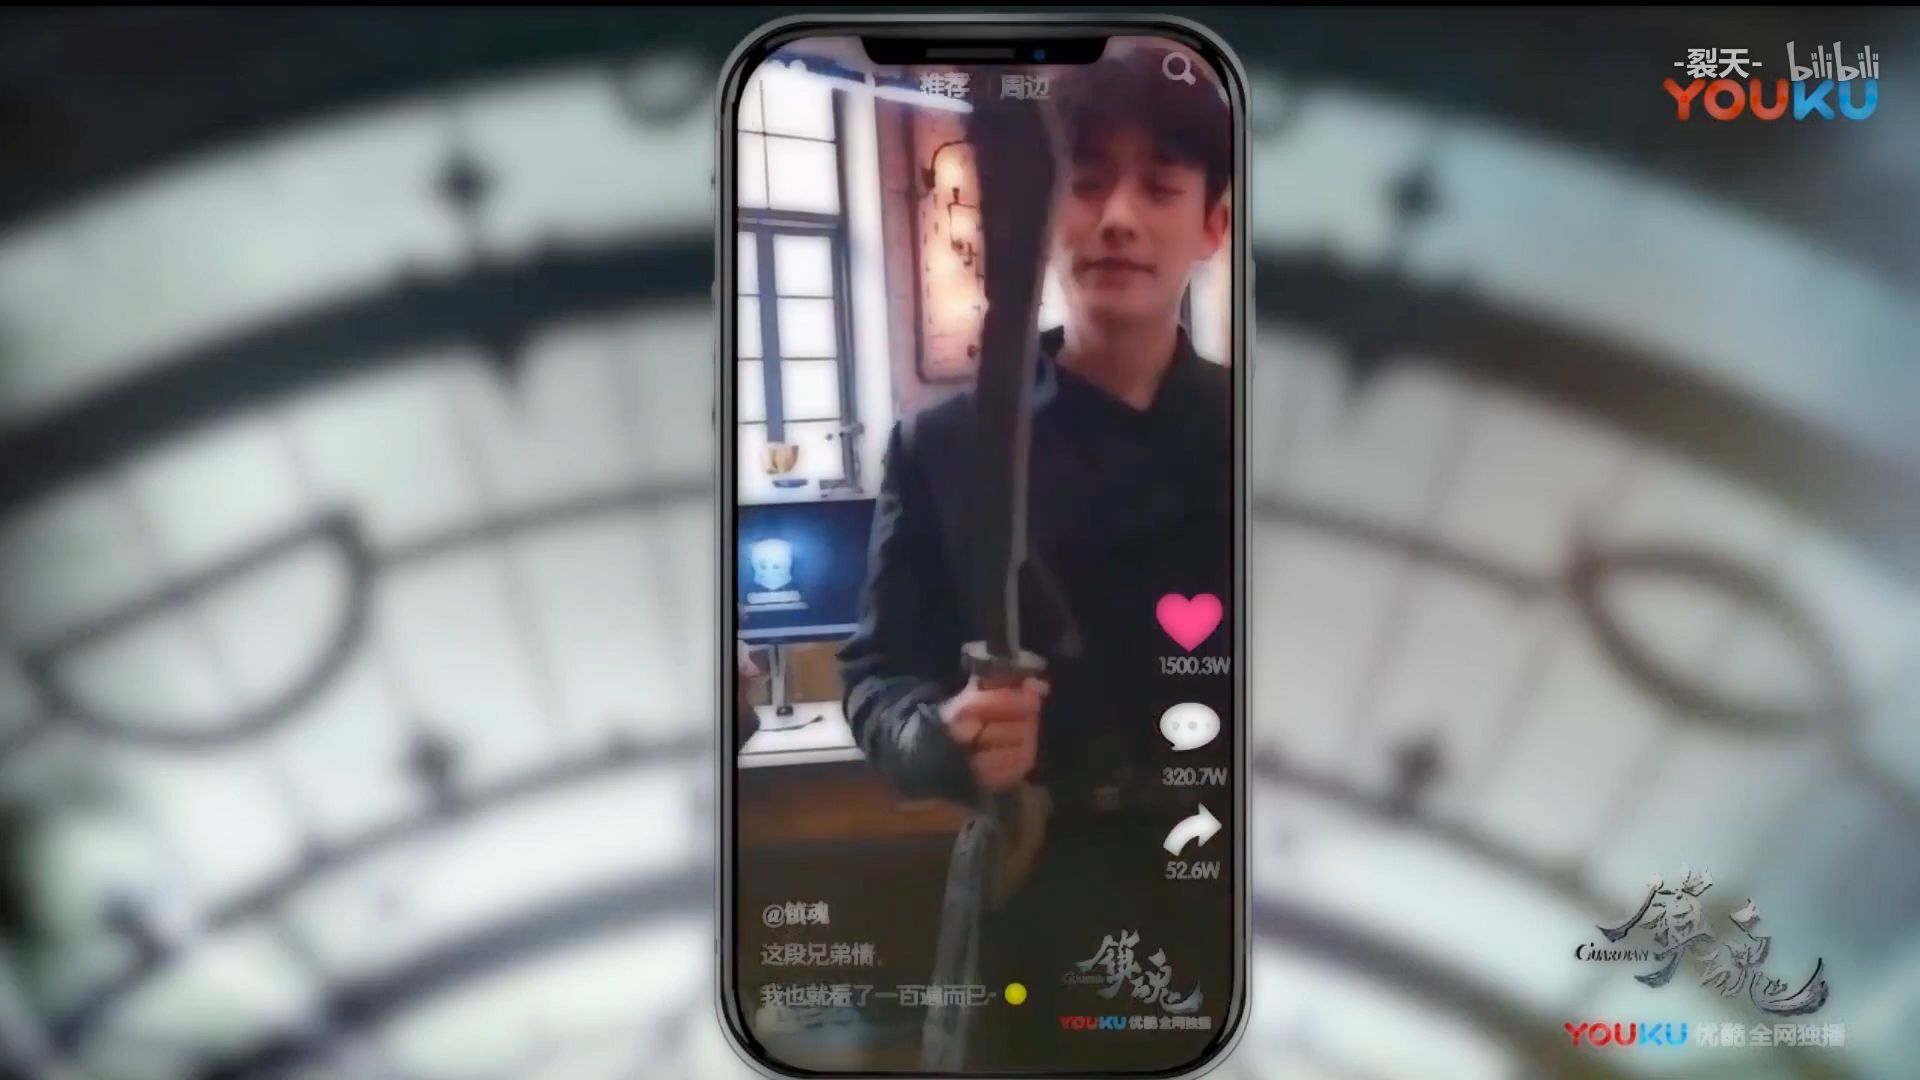 -裂天- bilibili
YOUKU
推荐 周边
1500.3W
320.7W
52.6W
@镇魂
这段兄弟情,
我也就看了一百遍而已~
镇魂
GUARDIAN
YOUKU 优酷 全网独播
镇魂
GUARDIAN
YOUKU 优酷 全网独播